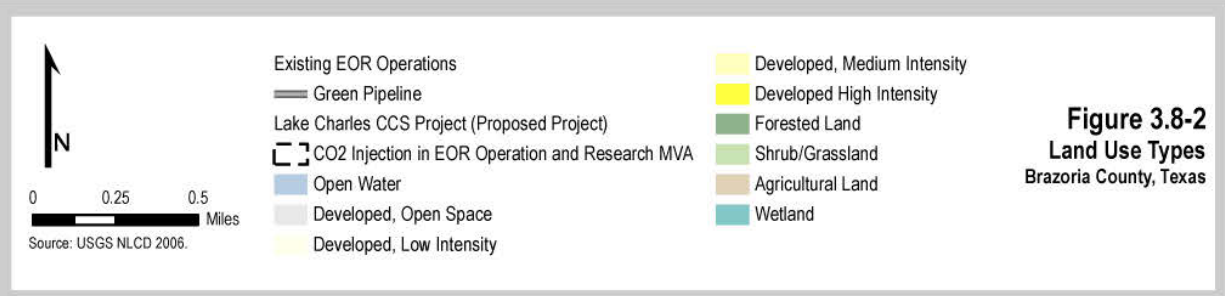 N
0 0.25 0.5
Miles
Source: USGS NLCD 2006.
Existing EOR Operations
Green Pipeline
Lake Charles CCS Project (Proposed Project)
CO2 Injection in EOR Operation and Research MVA
Open Water
Developed, Open Space
Developed, Low Intensity
Developed, Medium Intensity
Developed High Intensity
Forested Land
Shrub/Grassland
Agricultural Land
Wetland
Figure 3.8-2
Land Use Types
Brazoria County, Texas